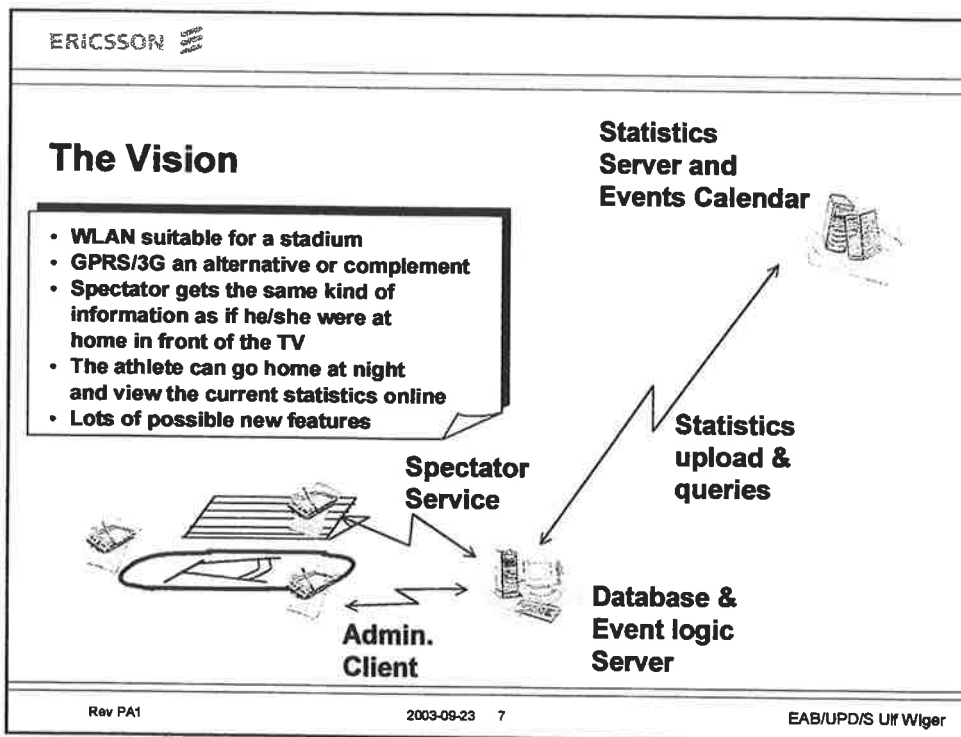 ERICSSON
The Vision
• WLAN suitable for a stadium
• GPRS/3G an alternative or complement
• Spectator gets the same kind of
information as if he/she were at
home in front of the TV
• The athlete can go home at night
and view the current statistics online
• Lots of possible new features
Statistics
Server and
Events Calendar
Statistics
upload &
queries
Spectator
Service
Database &
Event logic
Server
Admin.
Client
Rev PA1
2003-09-23 7
EAB/UPD/S Ulf Wiger